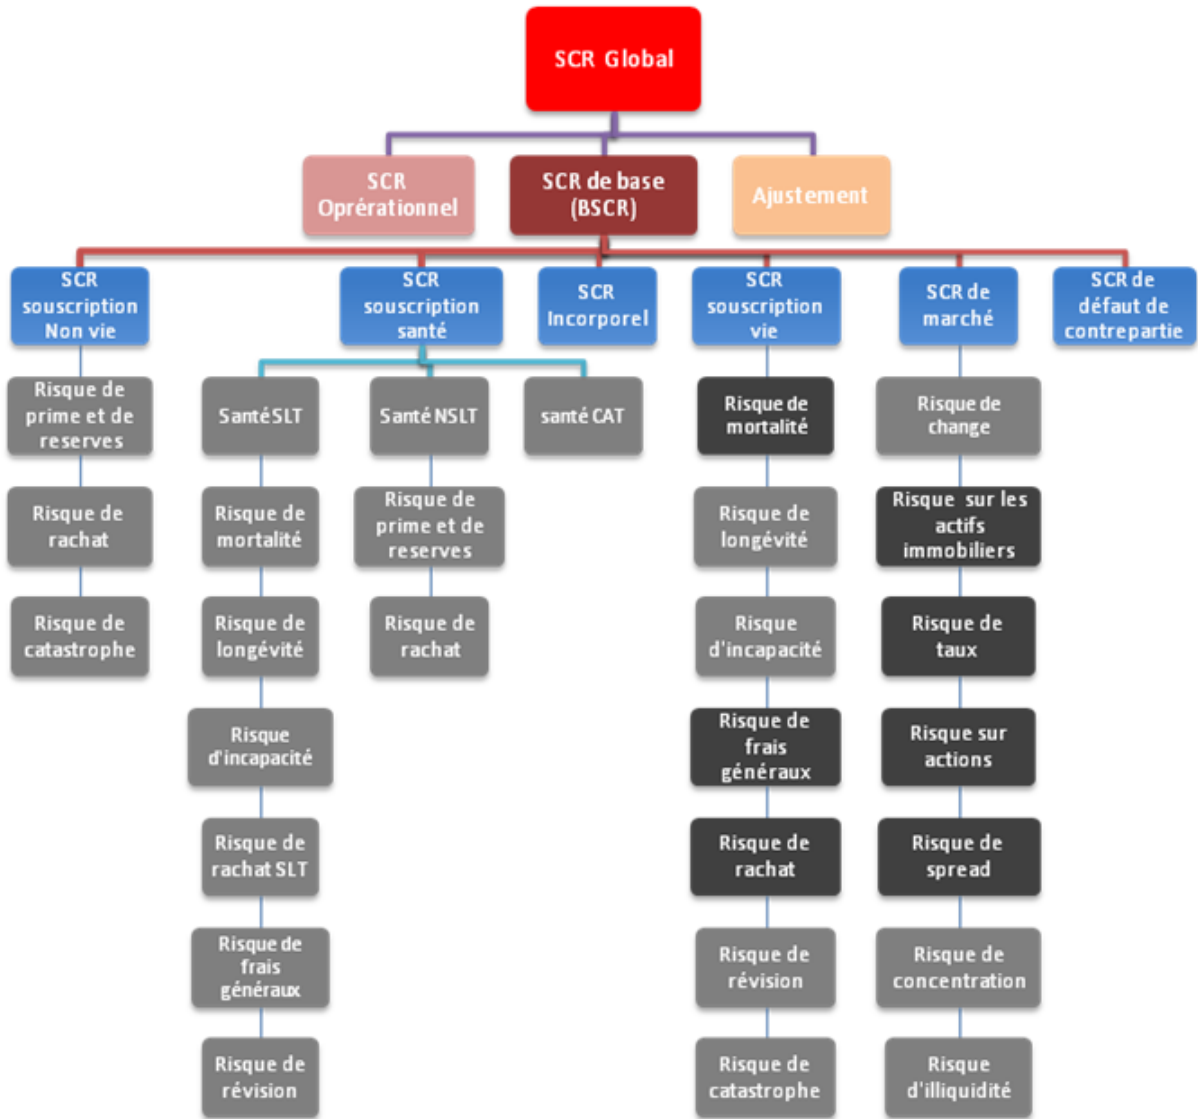 SCR Global
SCR
Oprérationnel
SCR de base
(BSCR)
Ajustement
SCR
souscription
Non vie
SCR
souscription
santé
SCR
Incorporel
SCR
souscription
vie
SCR de
marché
SCR de
défaut de
contrepartie
Risque de
prime et de
reserves
Risque de
rachat
Risque de
catastrophe
Santé SLT
Risque de
mortalité
Risque de
longévité
Risque
d'incapacité
Risque de
rachat SLT
Risque de
frais
généraux
Risque de
révision
Santé NSLT
Risque de
prime et de
reserves
Risque de
rachat
santé CAT
Risque de
mortalité
Risque de
longévité
Risque
d'incapacité
Risque de
frais
généraux
Risque de
rachat
Risque de
révision
Risque de
catastrophe
Risque de
change
Risque sur les
actifs
immobiliers
Risque de
taux
Risque sur
actions
Risque de
spread
Risque de
concentration
Risque
d'illiquidité